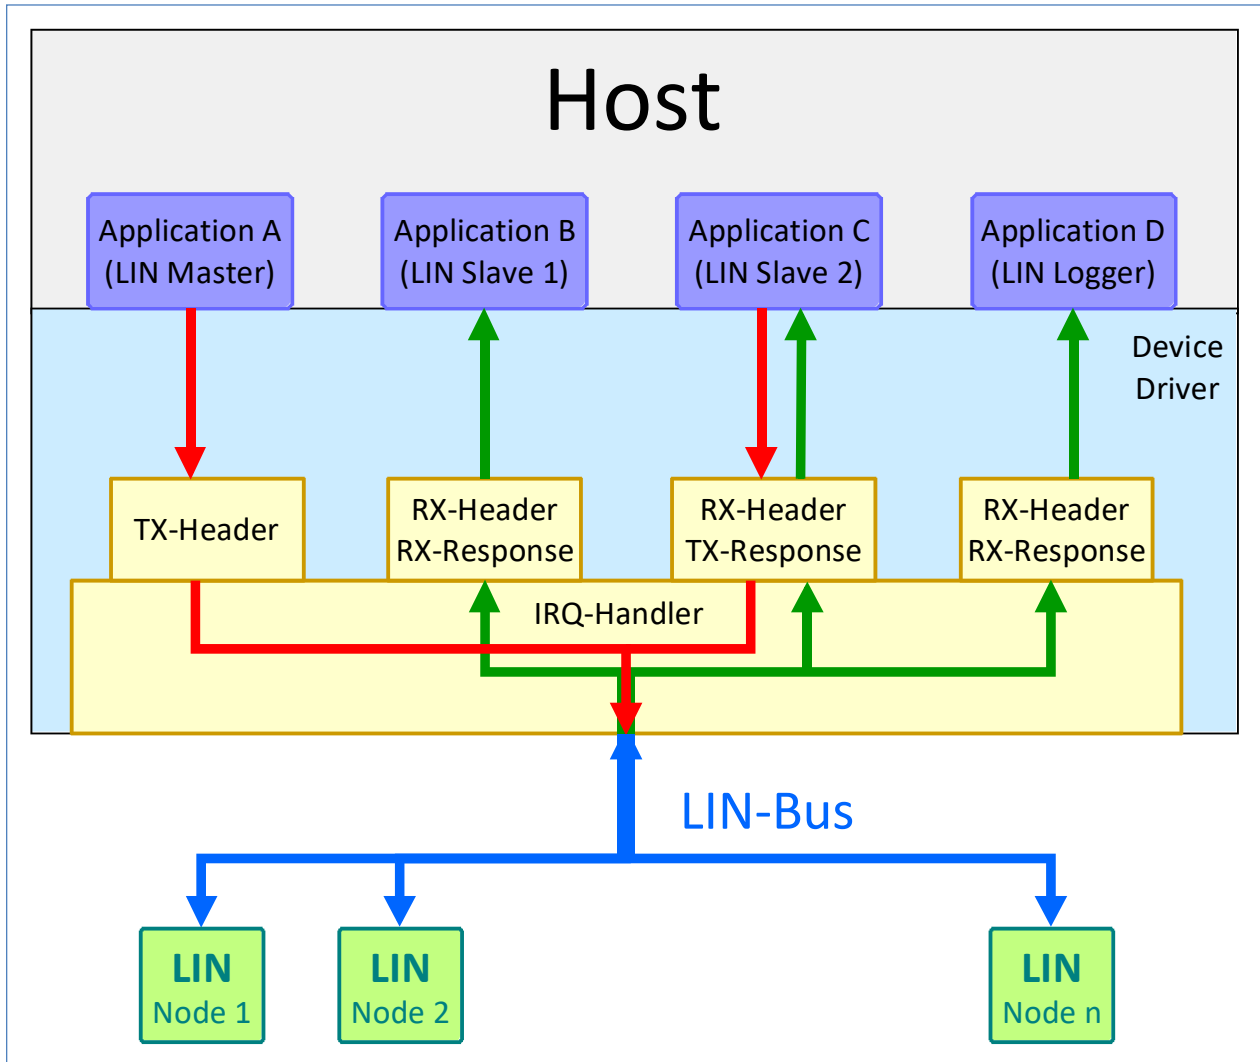 Host
Application A
(LIN Master)
Application B
(LIN Slave 1)
Application C
(LIN Slave 2)
Application D
(LIN Logger)
Device
Driver
TX-Header
RX-Header
RX-Response
RX-Header
TX-Response
RX-Header
RX-Response
IRQ-Handler
LIN-Bus
LIN
Node 1
LIN
Node 2
LIN
Node n